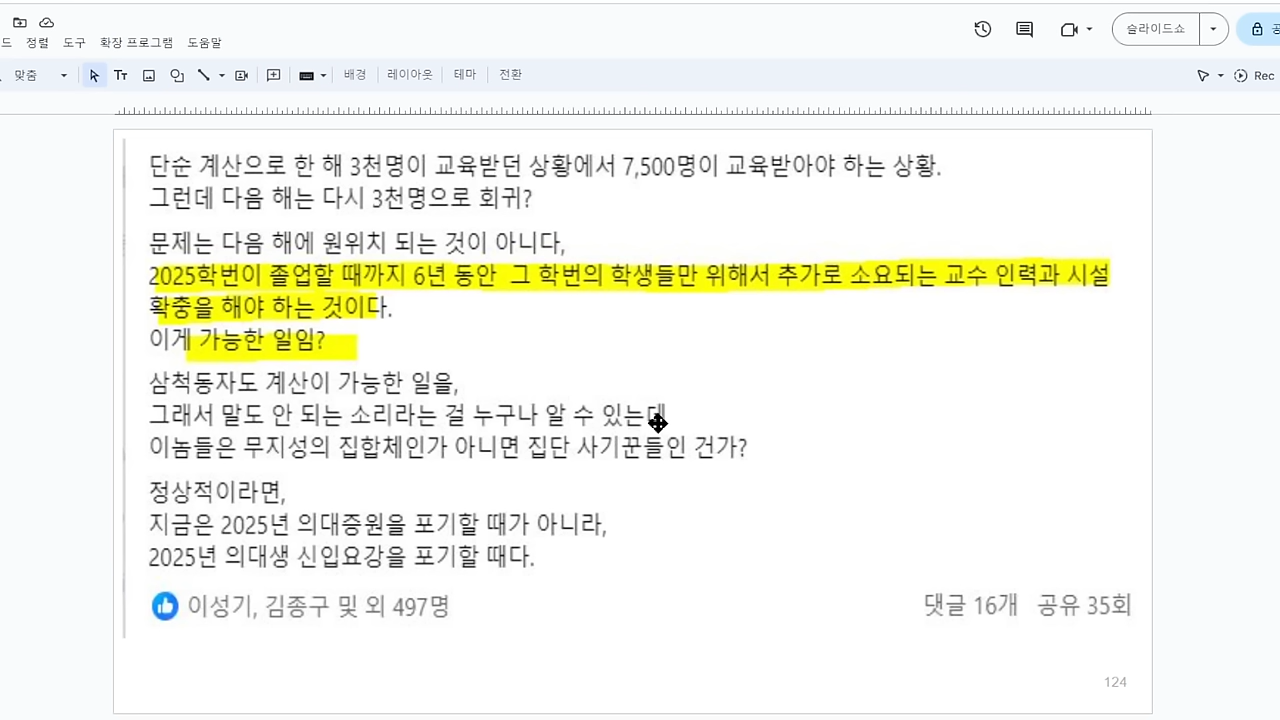 드 정렬 도구 확장 프로그램 도움말
슬라이드쇼
맞춤 Tт 배경 레이아웃 테마 전환 Rec
단순 계산으로 한 해 3천명이 교육받던 상황에서 7,500명이 교육받아야 하는 상황.
그런데 다음 해는 다시 3천명으로 회귀?
문제는 다음 해에 원위치 되는 것이 아니다,
2025학번이 졸업할 때까지 6년 동안 그 학번의 학생들만 위해서 추가로 소요되는 교수 인력과 시설
확충을 해야 하는 것이다.
이게 가능한 일임?
삼척동자도 계산이 가능한 일을,
그래서 말도 안 되는 소리라는 걸 누구나 알 수 있는데
이놈들은 무지성의 집합체인가 아니면 집단 사기꾼들인 건가?
정상적이라면,
지금은 2025년 의대증원을 포기할 때가 아니라,
2025년 의대생 신입요강을 포기할 때다.
이성기, 김종구 및 외 497명
댓글 16개 공유 35회
124